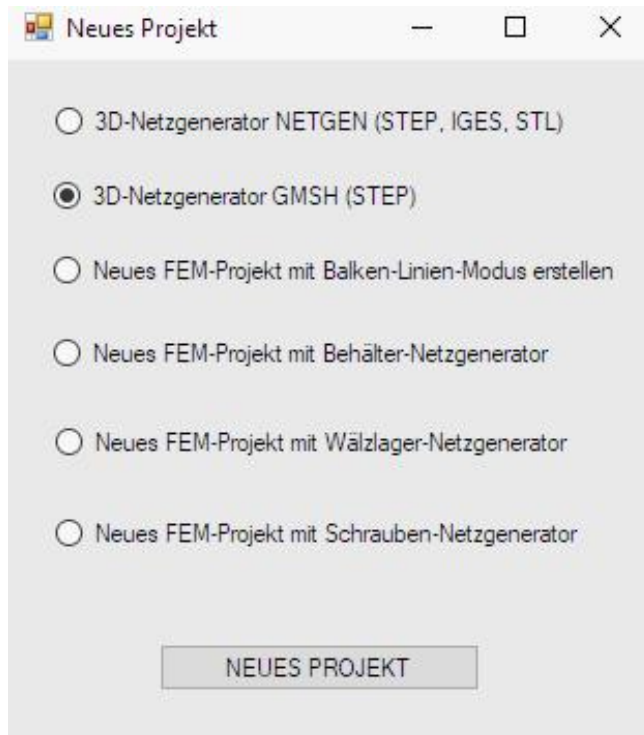 Neues Projekt
3D-Netzgenerator NETGEN (STEP, IGES, STL)
3D-Netzgenerator GMSH (STEP)
Neues FEM-Projekt mit Balken-Linien-Modus erstellen
Neues FEM-Projekt mit Behälter-Netzgenerator
Neues FEM-Projekt mit Wälzlager-Netzgenerator
Neues FEM-Projekt mit Schrauben-Netzgenerator
NEUES PROJEKT